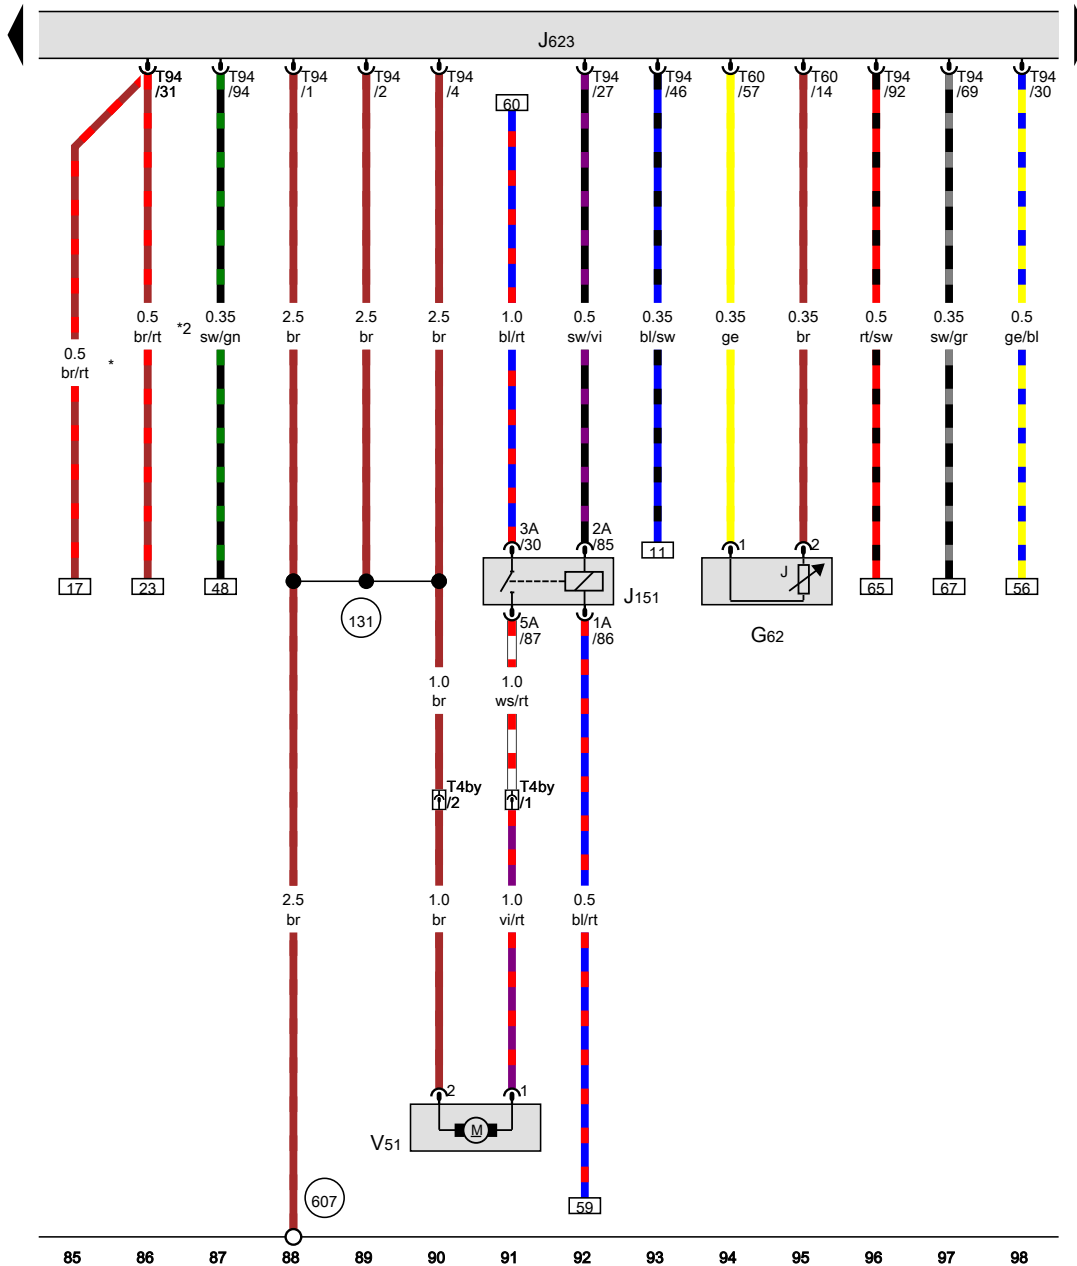 J623
T94
/31
T94
/94
T94
/1
T94
/2
T94
/4
T94
/27
T94
/46
T60
/57
T60
/14
T94
/92
T94
/69
T94
/30
60
0.5
br/rt
*2
0.35
sw/gn
2.5
br
2.5
br
2.5
br
1.0
bl/rt
0.5
sw/vi
0.35
bl/sw
0.35
ge
0.35
br
0.5
rt/sw
0.35
sw/gr
0.5
ge/bl
0.5
br/rt
*
3A
/30
2A
/85
11
1
2
J
17
23
48
65
67
56
J151
131
5A
/87
1A
/86
G62
1.0
br
1.0
ws/rt
T4by
/2
T4by
/1
2.5
br
1.0
br
1.0
vi/rt
0.5
bl/rt
2
1
M
V51
607
59
85 86 87 88 89 90 91 92 93 94 95 96 97 98